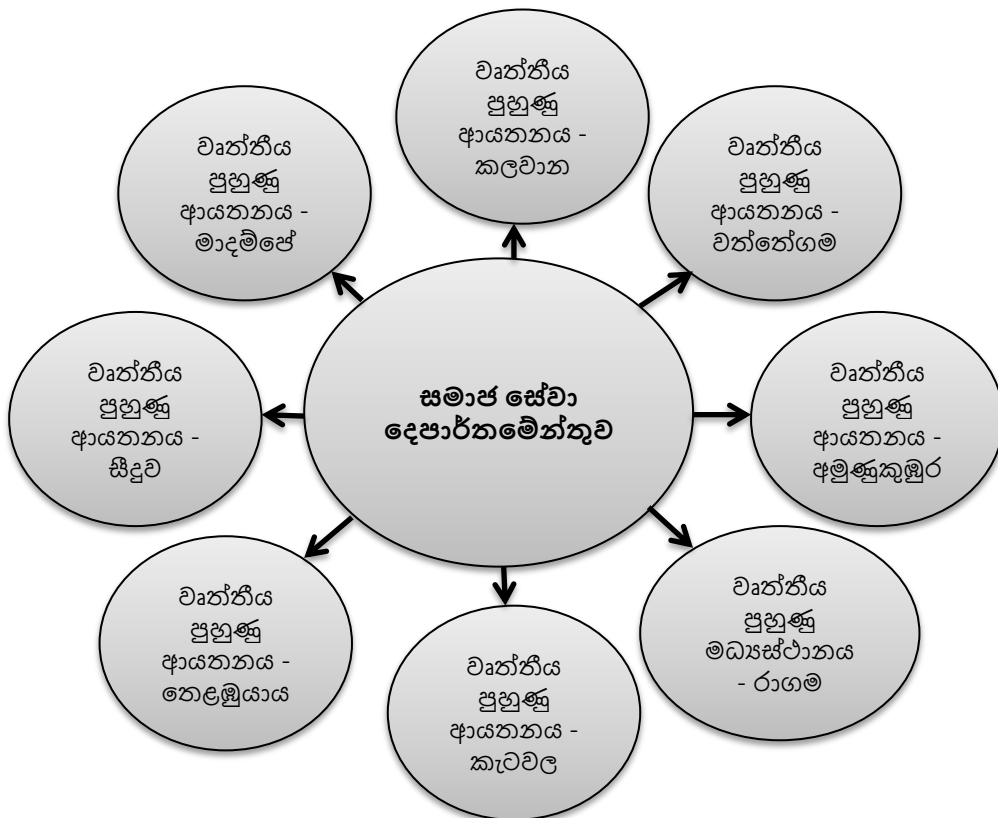 වෘත්තීය
පුහුණු
ආයතනය -
කලවාන
වෘත්තීය
පුහුණු
ආයතනය -
වත්තේගම
වෘත්තීය
පුහුණු
ආයතනය -
අමුණුකුඹුර
වෘත්තීය
පුහුණු
මධ්‍යස්ථානය
- රාගම
වෘත්තීය
පුහුණු
ආයතනය -
කැටවල
වෘත්තීය
පුහුණු
ආයතනය -
තෙළඹුයාය
වෘත්තීය
පුහුණු
ආයතනය -
සීදුව
වෘත්තීය
පුහුණු
ආයතනය -
මාදම්පේ
සමාජ සේවා
දෙපාර්තමේන්තුව